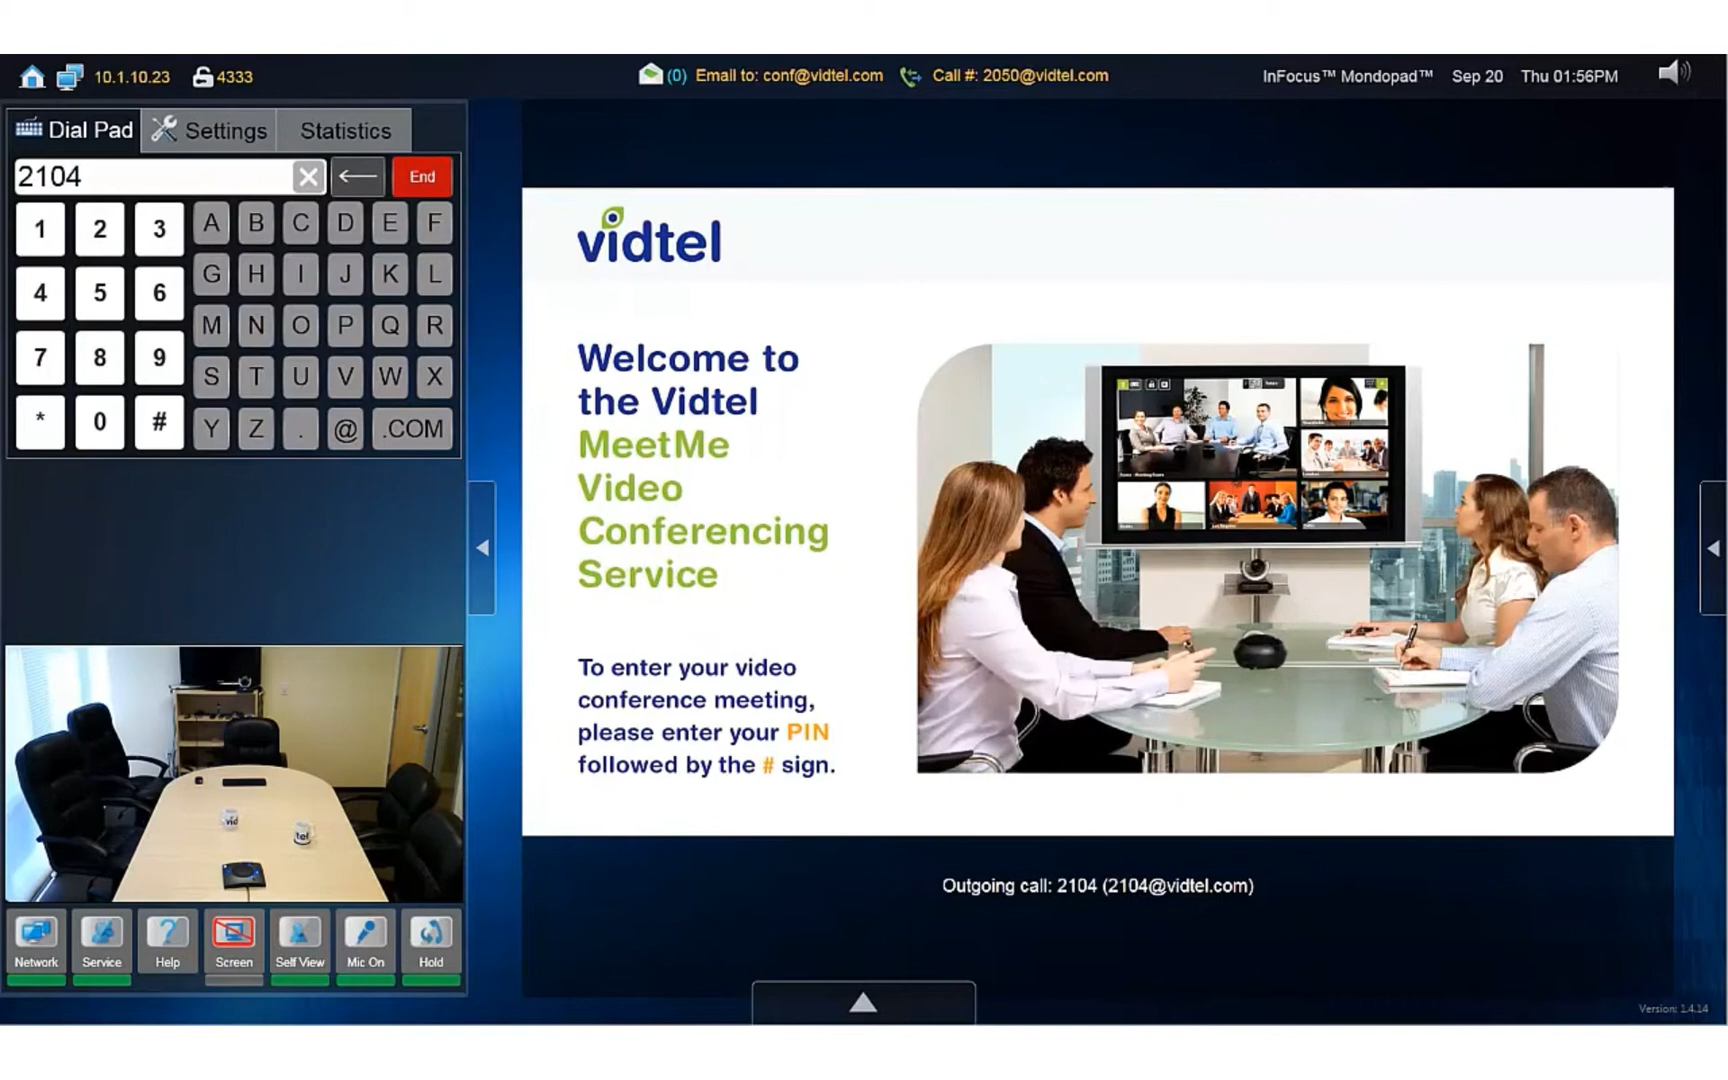 10.1.10.23 4333 (0) Email to: conf@vidtel.com Call #: 2050@vidtel.com InFocus™ Mondopad™ Sep 20 Thu 01:56PM
Dial Pad Settings Statistics
2104 End
1 2 3 A B C D E F
4 5 6 G H I J K L
M N O P Q R
7 8 9 S T U V W X
* 0 # Y Z . @ .COM
vidtel
Welcome to
the Vidtel
MeetMe
Video
Conferencing
Service
To enter your video
conference meeting,
please enter your PIN
followed by the # sign.
vid
tel
Outgoing call: 2104 (2104@vidtel.com)
Network Service Help Screen Self View Mic On Hold
Version: 1.4.14